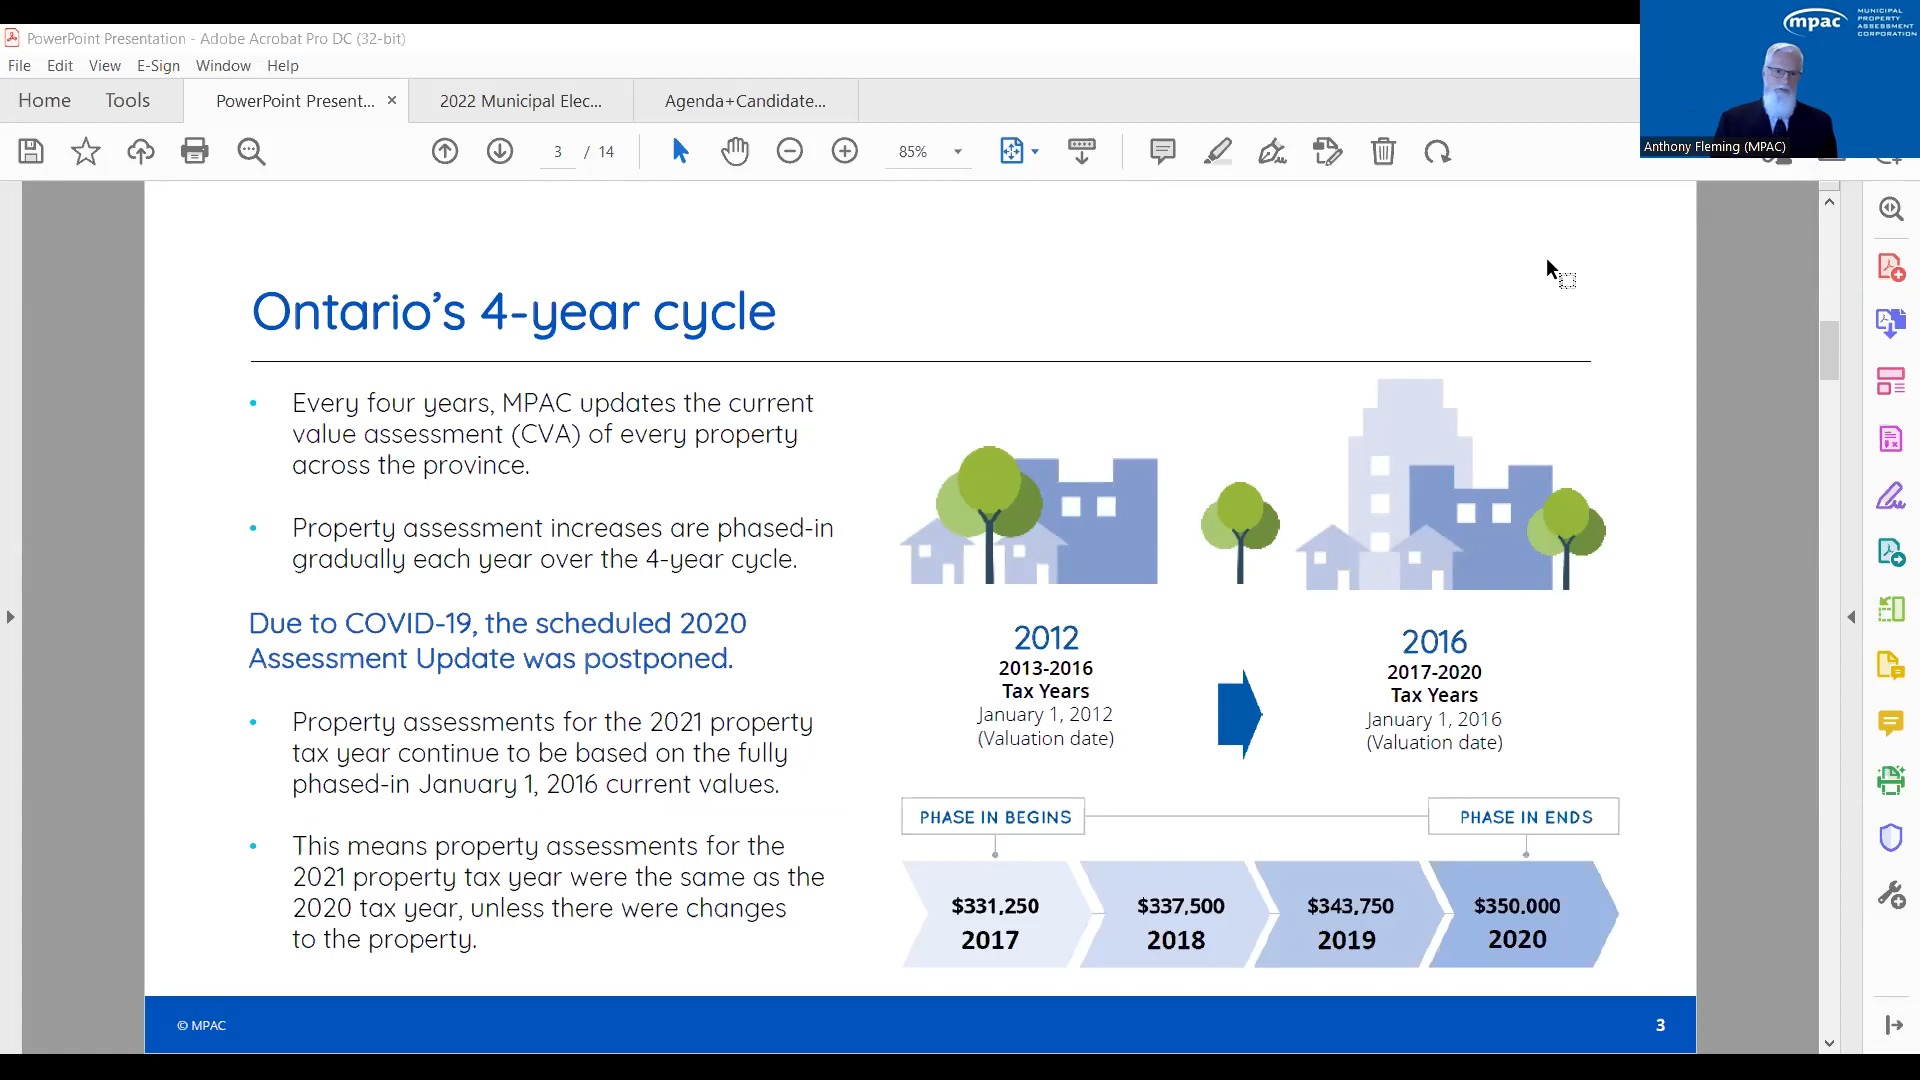 PowerPoint Presentation - Adobe Acrobat Pro DC (32-bit)
mpac
MUNICIPAL
PROPERTY
ASSESSMENT
CORPORATION
File Edit View E-Sign Window Help
Home Tools PowerPoint Present... × 2022 Municipal Elec... Agenda+Candidate...
3 / 14 85%
Anthony Fleming (MPAC)
Ontario's 4-year cycle
• Every four years, MPAC updates the current
value assessment (CVA) of every property
across the province.
• Property assessment increases are phased-in
gradually each year over the 4-year cycle.
Due to COVID-19, the scheduled 2020
Assessment Update was postponed.
• Property assessments for the 2021 property
tax year continue to be based on the fully
phased-in January 1, 2016 current values.
• This means property assessments for the
2021 property tax year were the same as the
2020 tax year, unless there were changes
to the property.
2012
2013-2016
Tax Years
January 1, 2012
(Valuation date)
2016
2017-2020
Tax Years
January 1, 2016
(Valuation date)
PHASE IN BEGINS
PHASE IN ENDS
$331,250
2017
$337,500
2018
$343,750
2019
$350,000
2020
© MPAC
3